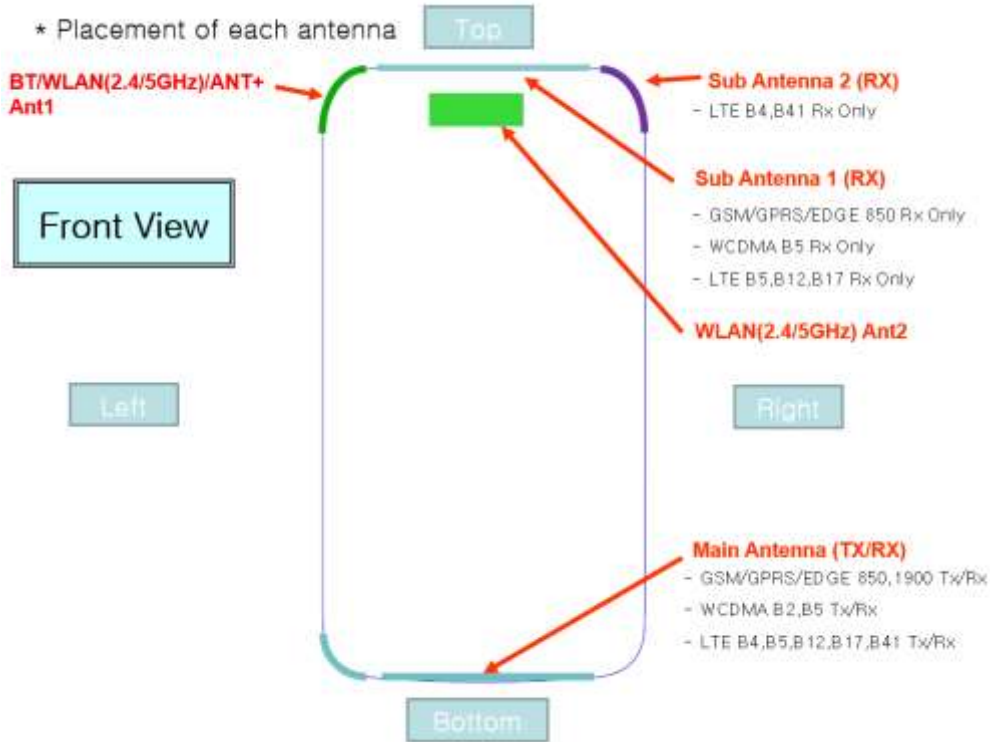 * Placement of each antenna
Top
BT/WLAN(2.4/5GHz)/ANT+
Ant1
Sub Antenna 2 (RX)
- LTE B4,B41 Rx Only
Sub Antenna 1 (RX)
- GSM/GPRS/EDGE 850 Rx Only
- WCDMA B5 Rx Only
- LTE B5,B12,B17 Rx Only
Front View
WLAN(2.4/5GHz) Ant2
Left
Right
Main Antenna (TX/RX)
- GSM/GPRS/EDGE 850,1900 Tx/Rx
- WCDMA B2,B5 Tx/Rx
- LTE B4,B5,B12,B17,B41 Tx/Rx
Bottom